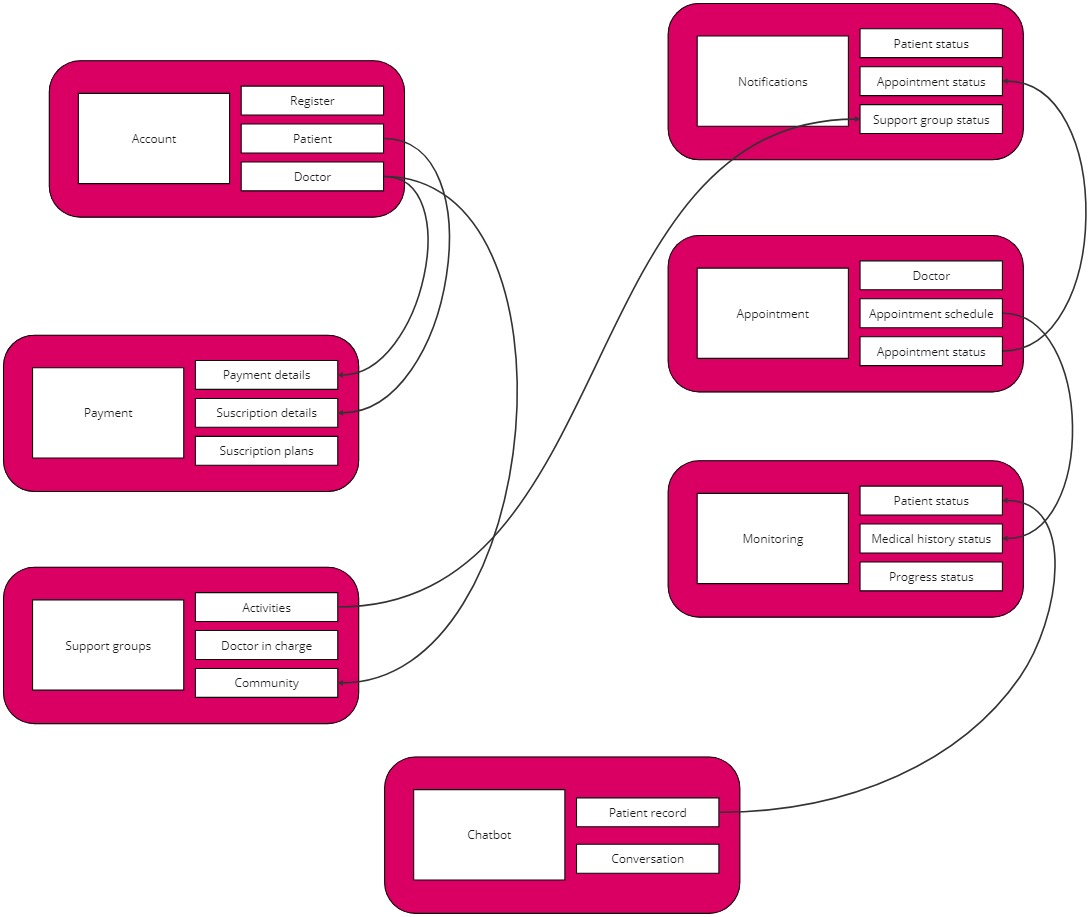 Account
Register
Patient
Doctor
Payment
Payment details
Suscription details
Suscription plans
Support groups
Activities
Doctor in charge
Community
Notifications
Patient status
Appointment status
Support group status
Appointment
Doctor
Appointment schedule
Appointment status
Monitoring
Patient status
Medical history status
Progress status
Chatbot
Patient record
Conversation